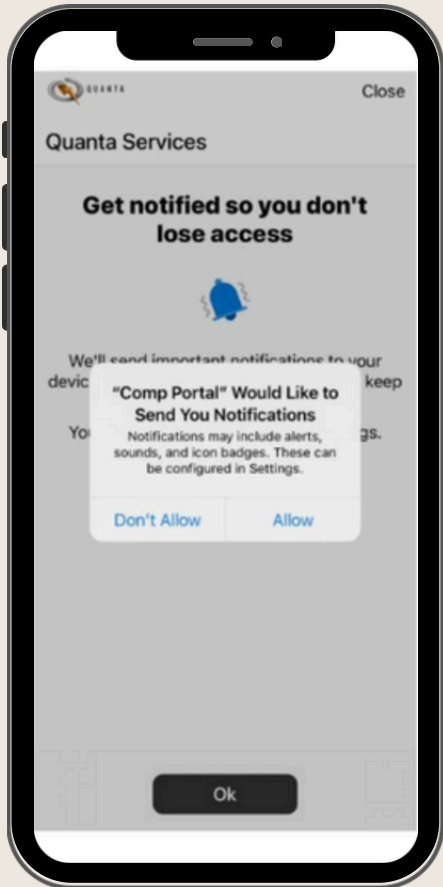 QUANTA
Close
Quanta Services
Get notified so you don't
lose access
We'll send important notifications to your
devic keep
Yo gs.
"Comp Portal" Would Like to
Send You Notifications
Notifications may include alerts,
sounds, and icon badges. These can
be configured in Settings.
Don't Allow
Allow
Ok